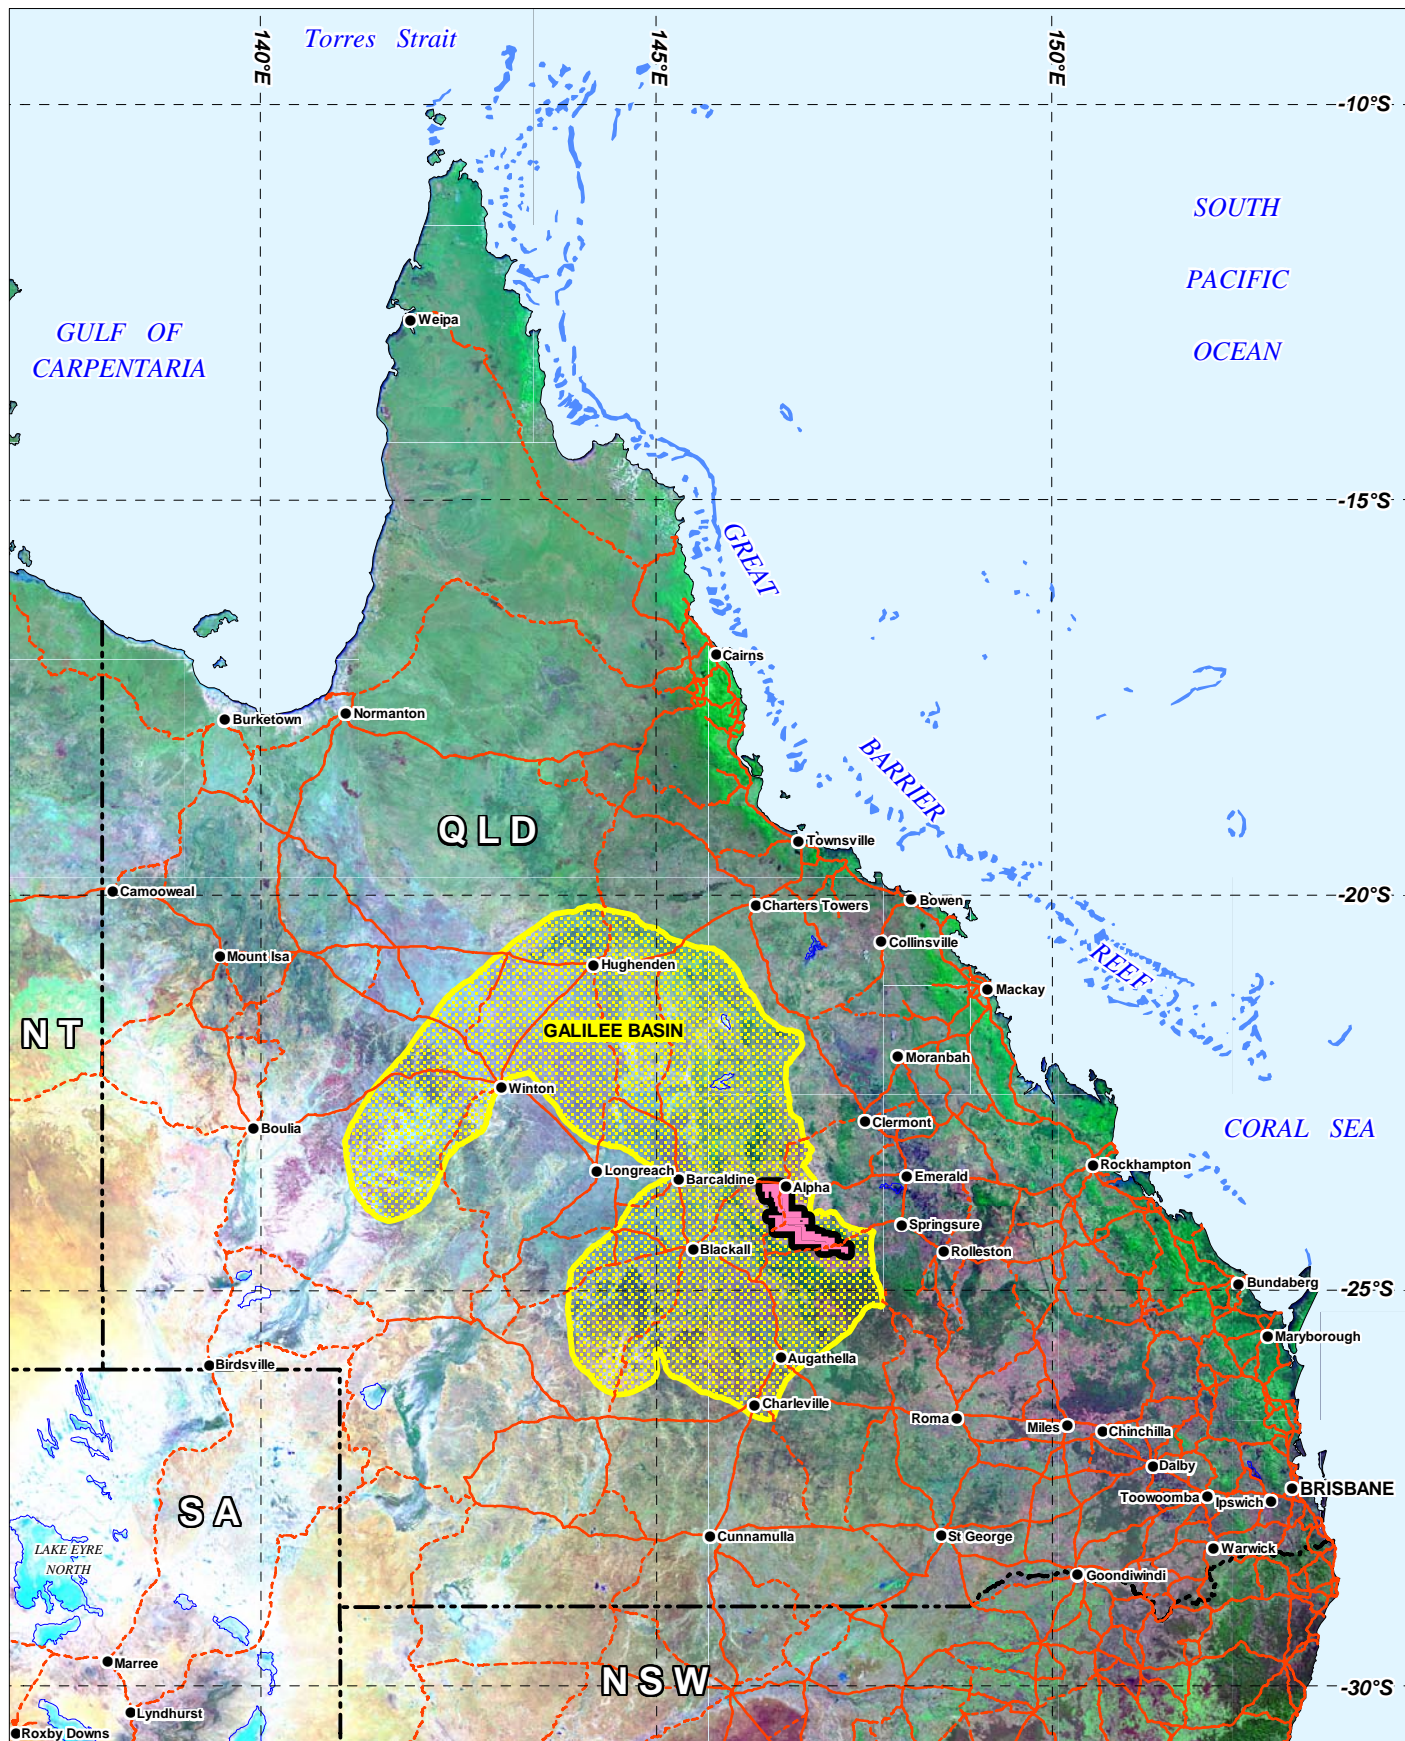 140°E
Torres Strait
145°E
150°E
-10°S
SOUTH
PACIFIC
OCEAN
Weipa
GULF OF
CARPENTARIA
-15°S
GREAT
Cairns
Burketown
Normanton
BARRIER
QLD
Townsville
Camooweal
-20°S
Charters Towers
Bowen
Collinsville
Mount Isa
Hughenden
REEF
Mackay
NT
GALILEE BASIN
Moranbah
Winton
Clermont
Boulia
CORAL SEA
Longreach
Barcaldine
Alpha
Emerald
Rockhampton
Springsure
Blackall
Rolleston
Bundaberg
-25°S
Maryborough
Birdsville
Augathella
Charleville
Roma
Miles
Chinchilla
Dalby
SA
Toowoomba
Ipswich
BRISBANE
Cunnamulla
St George
Warwick
LAKE EYRE
NORTH
Goondiwindi
Marree
NSW
-30°S
Lyndhurst
Roxby Downs